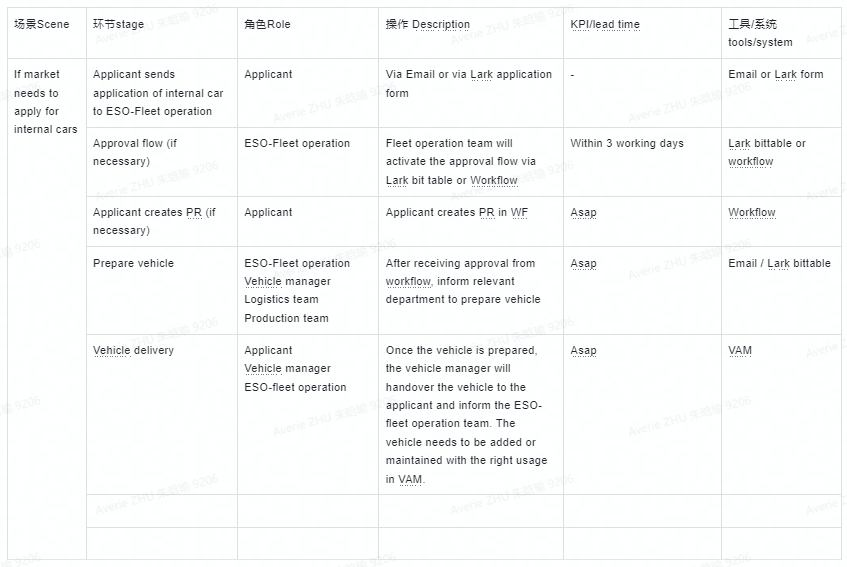 场景Scene
环节stage
角色Role
操作 Description
KPI/lead time
工具/系统
tools/system
If market
needs to
apply for
internal cars
Applicant sends
application of internal car
to ESO-Fleet operation
Applicant
Via Email or via Lark application
form
-
Email or Lark form
Approval flow (if
necessary)
ESO-Fleet operation
Fleet operation team will
activate the approval flow via
Lark bit table or Workflow
Within 3 working days
Lark bittable or
workflow
Applicant creates PR (if
necessary)
Applicant
Applicant creates PR in WF
Asap
Workflow
Prepare vehicle
ESO-Fleet operation
Vehicle manager
Logistics team
Production team
After receiving approval from
workflow, inform relevant
department to prepare vehicle
Asap
Email / Lark bittable
Vehicle delivery
Applicant
Vehicle manager
ESO-fleet operation
Once the vehicle is prepared,
the vehicle manager will
handover the vehicle to the
applicant and inform the ESO-
fleet operation team. The
vehicle needs to be added or
maintained with the right usage
in VAM.
Asap
VAM